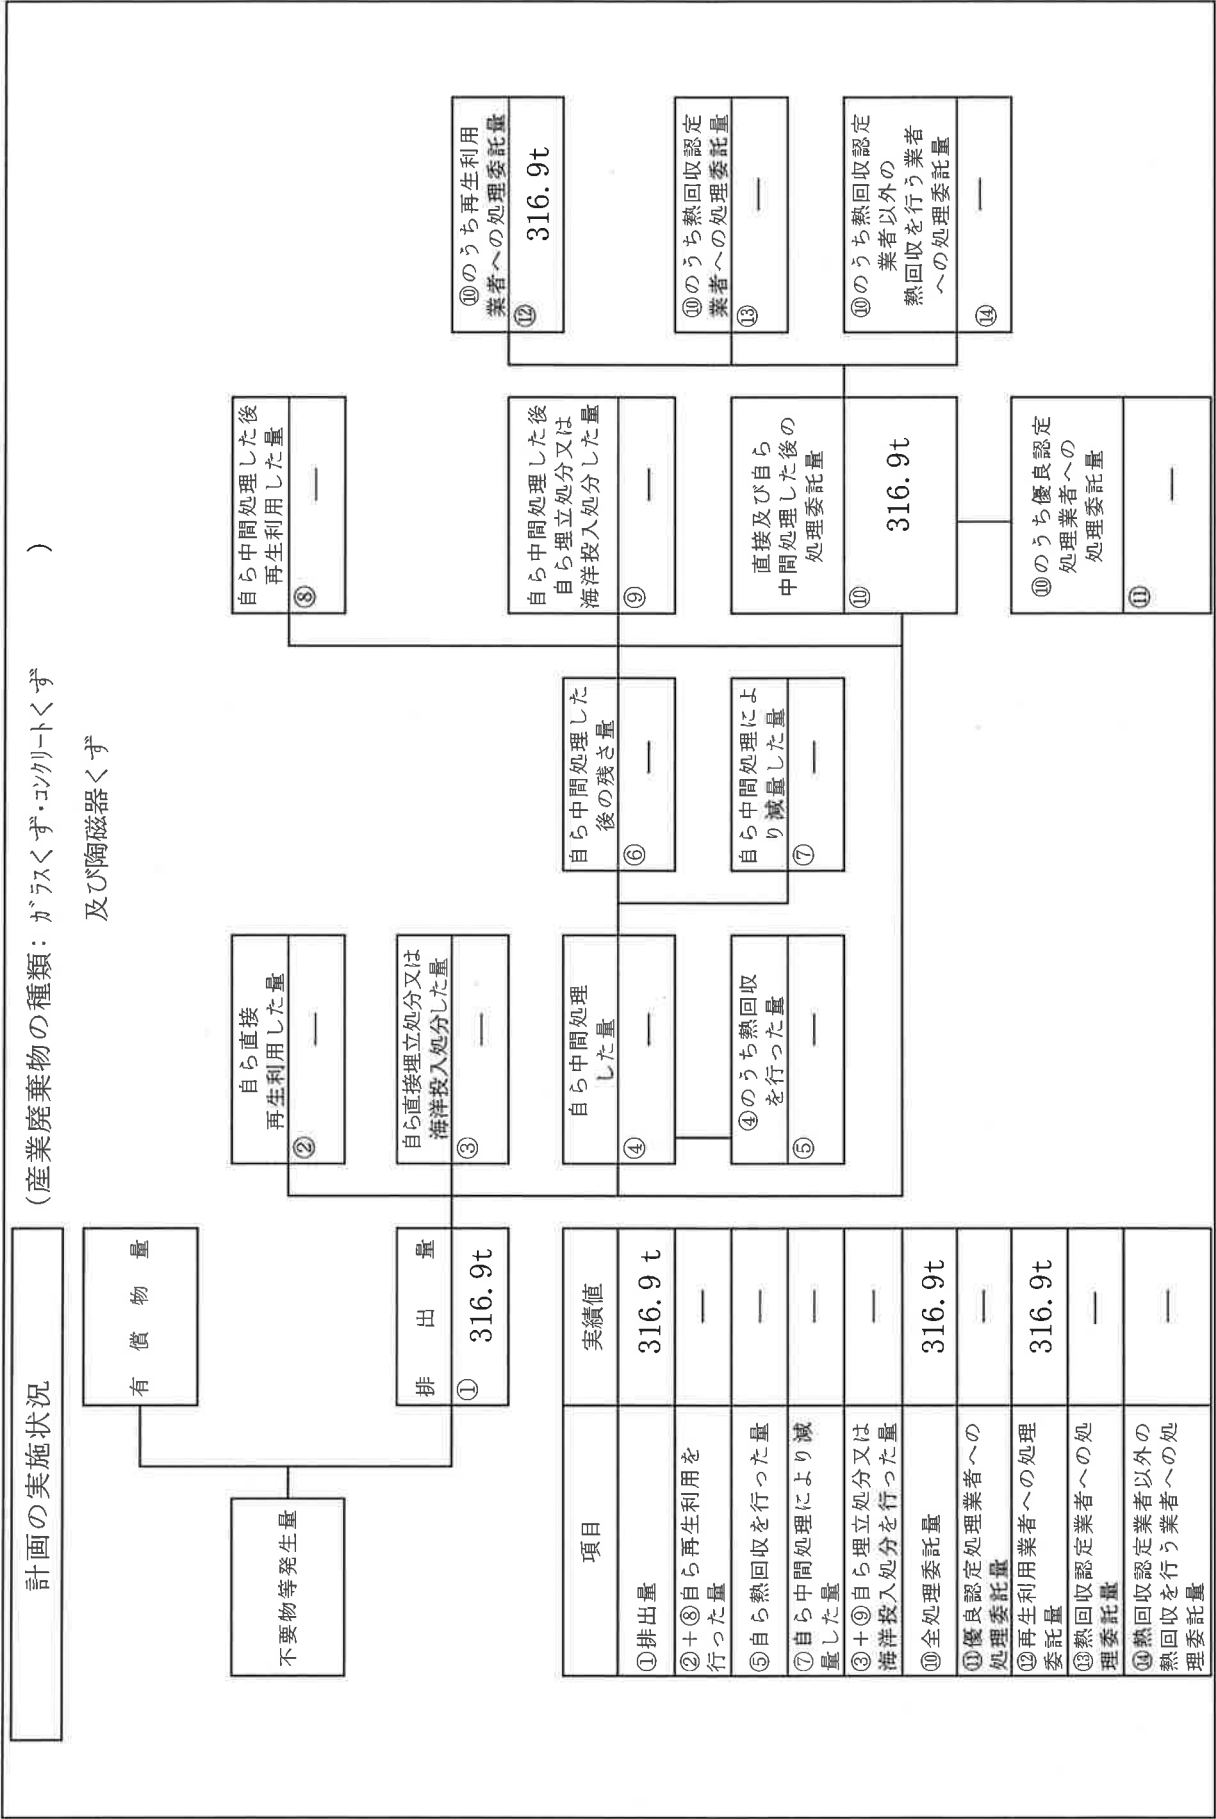 計画の実施状況
(産業廃棄物の種類：ガラスくず・コンクリートくず
及び陶磁器くず
)
有償物量
不要物等発生量
排出量
① 316.9t
自ら直接
再生利用した量
② —
自ら直接埋立処分又は
海洋投入処分した量
③ —
自ら中間処理
した量
④ —
④のうち熱回収
を行った量
⑤ —
自ら中間処理した
後の残さ量
⑥ —
自ら中間処理によ
り減量した量
⑦ —
自ら中間処理した後
再生利用した量
⑧ —
自ら中間処理した後
自ら埋立処分又は
海洋投入処分した量
⑨ —
直接及び自ら
中間処理した後の
処理委託量
⑩ 316.9t
⑩のうち優良認定
処理業者への
処理委託量
⑪ —
⑩のうち再生利用
業者への処理委託量
⑫ 316.9t
⑩のうち熱回収認定
業者への処理委託量
⑬ —
⑩のうち熱回収認定
業者以外の
熱回収を行う業者
への処理委託量
⑭ —
項目 実績値
①排出量 316.9 t
②＋⑧自ら再生利用を
行った量 —
⑤自ら熱回収を行った量 —
⑦自ら中間処理により減
量した量 —
③＋⑨自ら埋立処分又は
海洋投入処分を行った量 —
⑩全処理委託量 316.9t
⑪優良認定処理業者への
処理委託量 —
⑫再生利用業者への処理
委託量 316.9t
⑬熱回収認定業者への処
理委託量 —
⑭熱回収認定業者以外の
熱回収を行う業者への処
理委託量 —